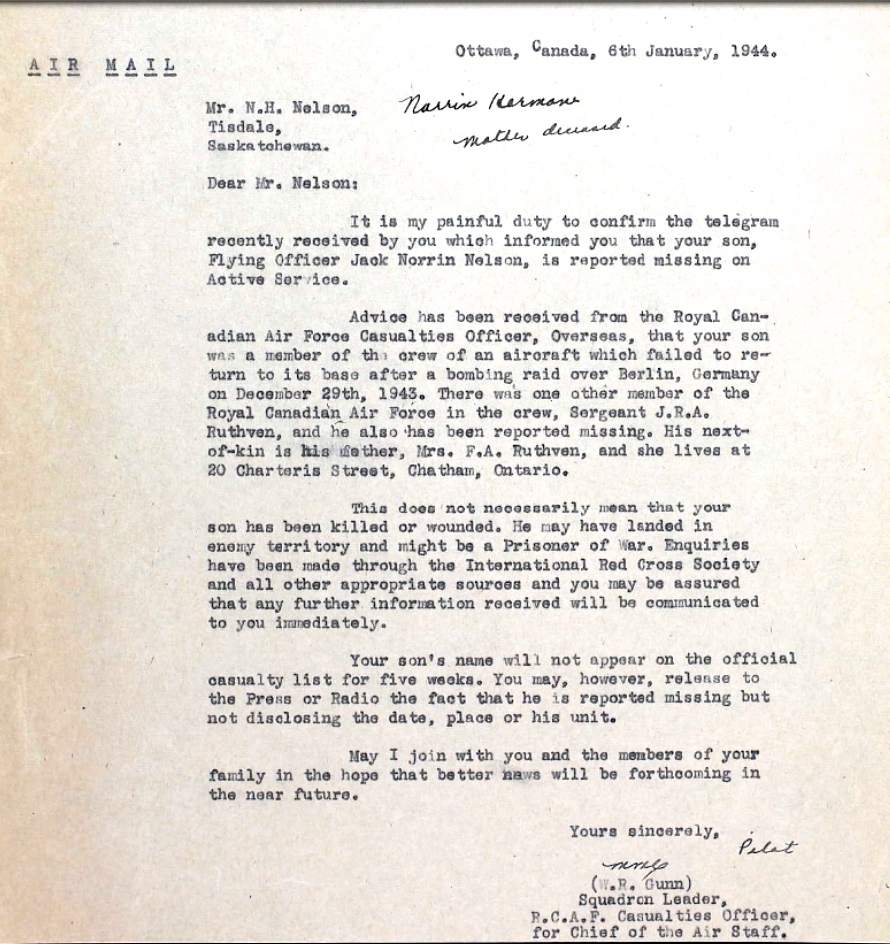 Ottawa, Canada, 6th January, 1944.
AIR MAIL
Mr. N.H. Nelson,
Norrin Hermane
Tisdale,
mother deceased.
Saskatchewan.
Dear Mr. Nelson:
It is my painful duty to confirm the telegram
recently received by you which informed you that your son,
Flying Officer Jack Norrin Nelson, is reported missing on
Active Service.
Advice has been received from the Royal Can-
adian Air Force Casualties Officer, Overseas, that your son
was a member of the crew of an aircraft which failed to re-
turn to its base after a bombing raid over Berlin, Germany
on December 29th, 1943. There was one other member of the
Royal Canadian Air Force in the crew, Sergeant J.R.A.
Ruthven, and he also has been reported missing. His next-
of-kin is his mother, Mrs. F.A. Ruthven, and she lives at
20 Charteris Street, Chatham, Ontario.
This does not necessarily mean that your
son has been killed or wounded. He may have landed in
enemy territory and might be a Prisoner of War. Enquiries
have been made through the International Red Cross Society
and all other appropriate sources and you may be assured
that any further information received will be communicated
to you immediately.
Your son's name will not appear on the official
casualty list for five weeks. You may, however, release to
the Press or Radio the fact that he is reported missing but
not disclosing the date, place or his unit.
May I join with you and the members of your
family in the hope that better news will be forthcoming in
the near future.
Yours sincerely,
Pilot
(W.R. Gunn)
Squadron Leader,
R.C.A.F. Casualties Officer,
for Chief of the Air Staff.